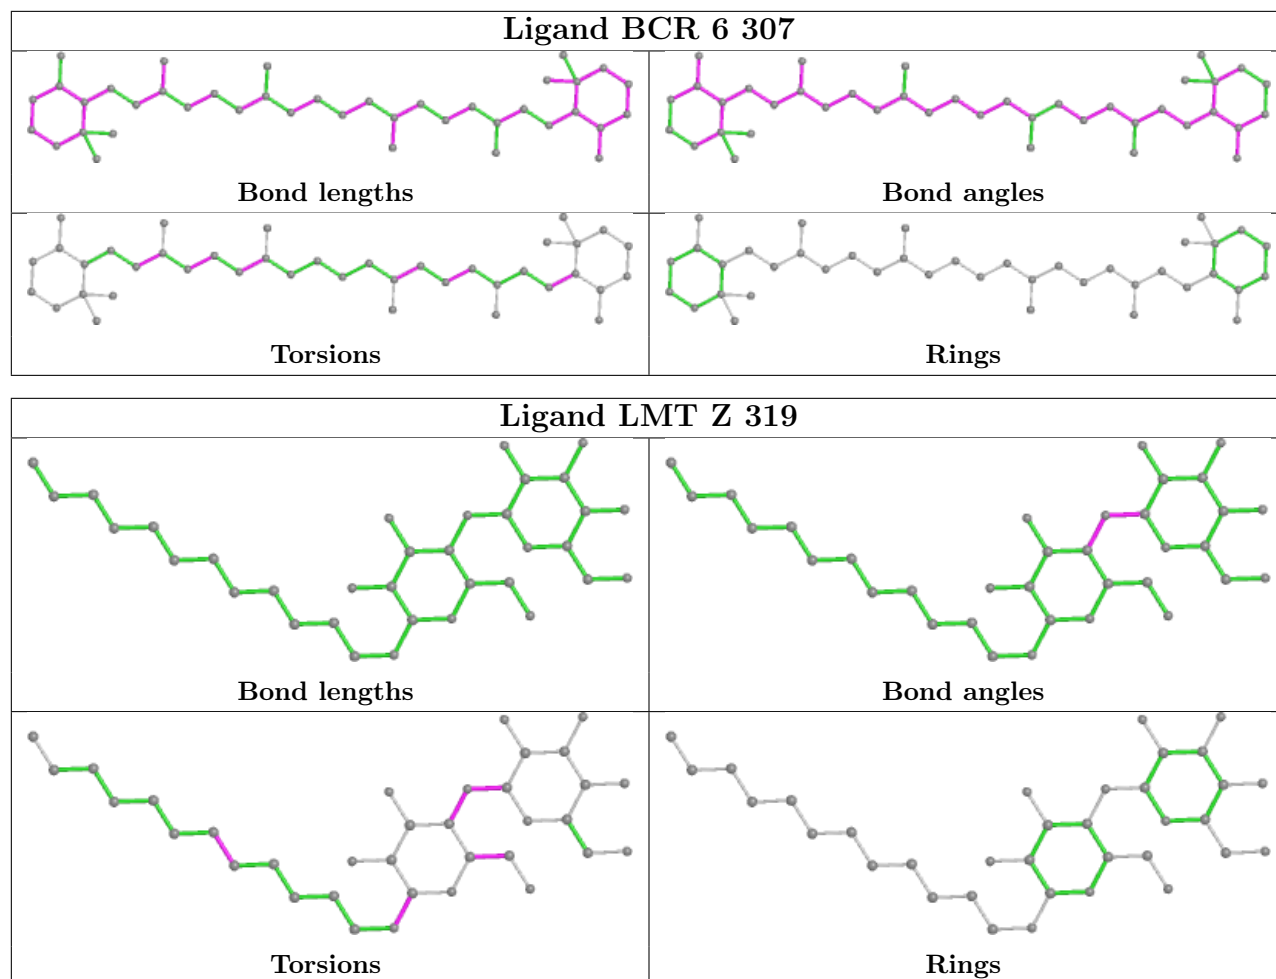 Ligand BCR 6 307
Bond lengths
Bond angles
Torsions
Rings
Ligand LMT Z 319
Bond lengths
Bond angles
Torsions
Rings